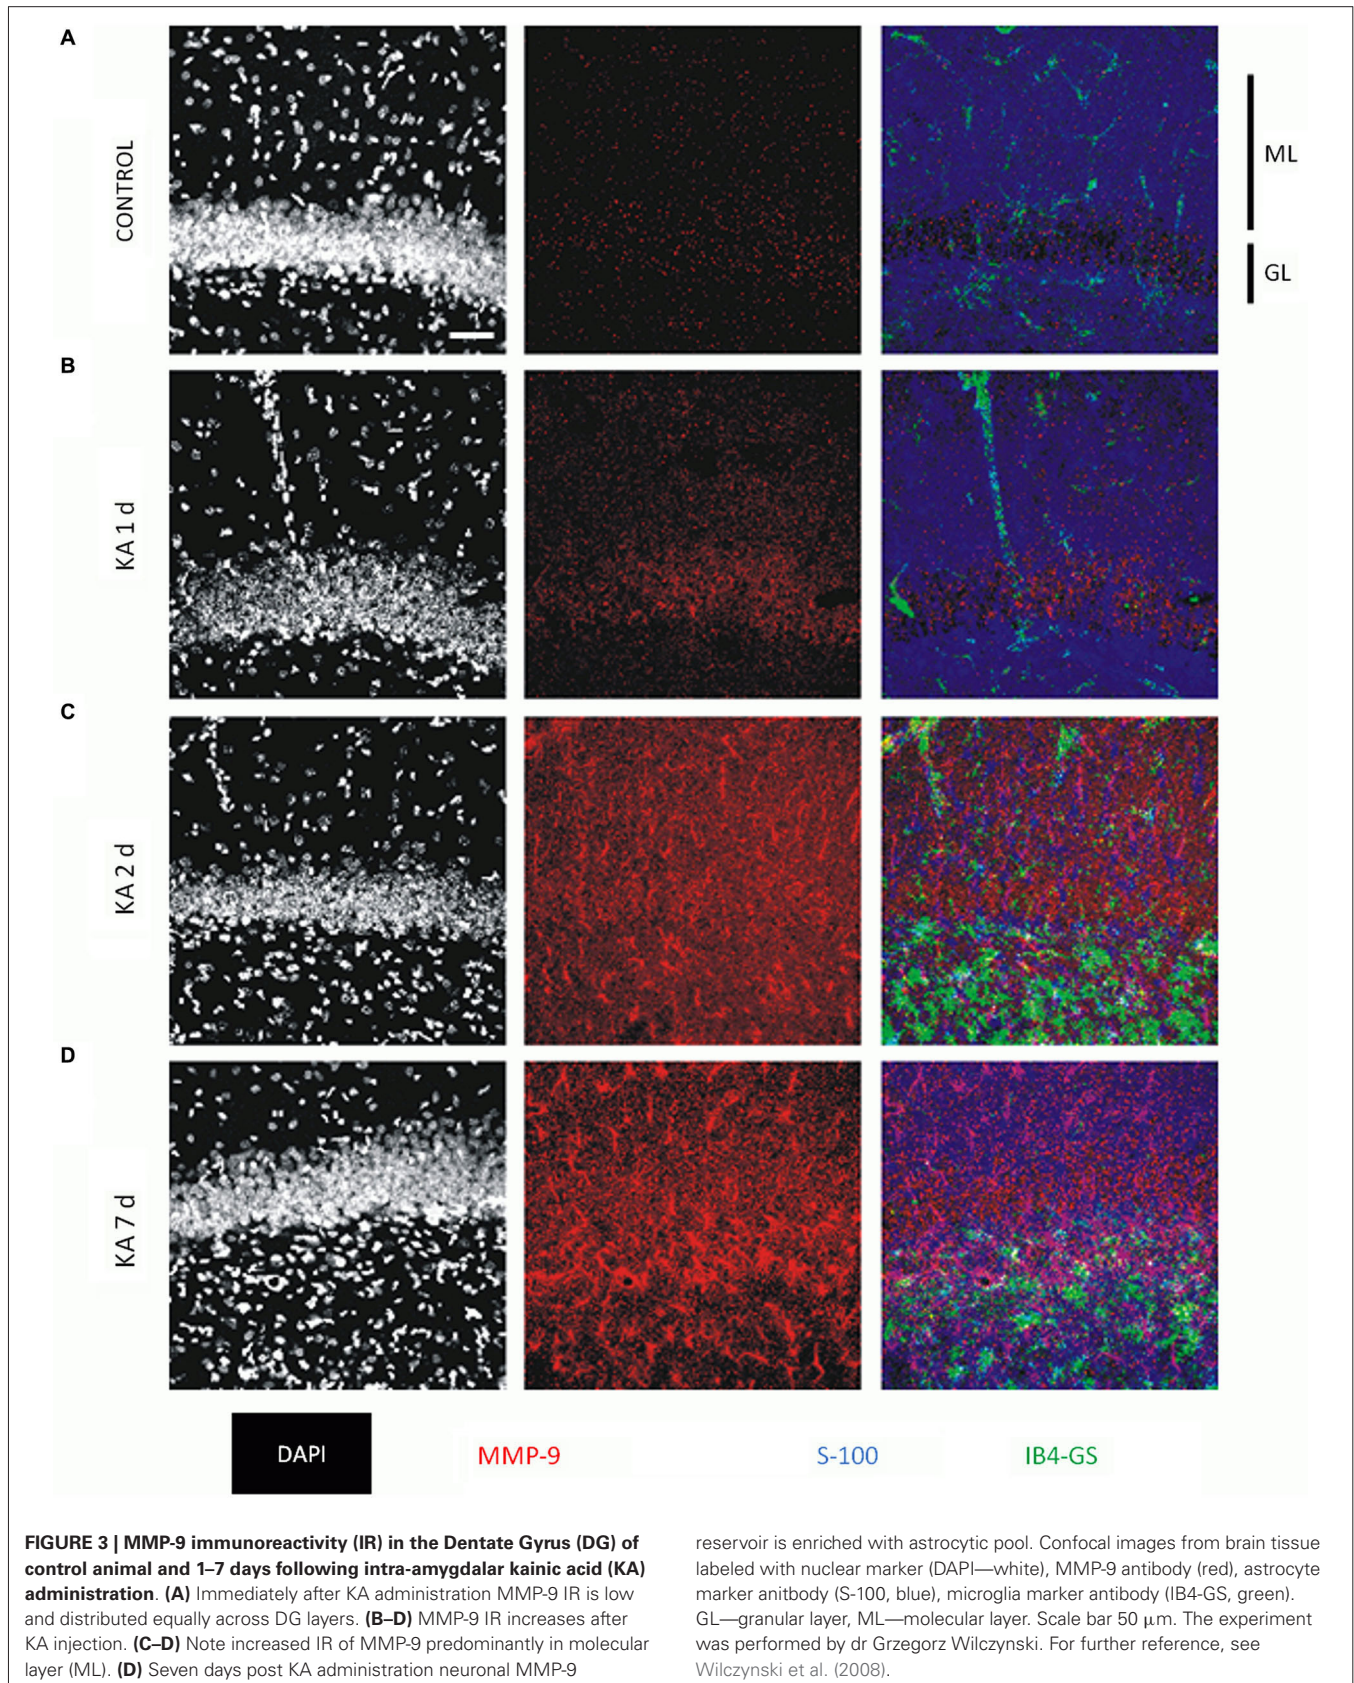 A
CONTROL
ML
GL
B
KA 1 d
C
KA 2 d
D
KA 7 d
DAPI
MMP-9
S-100
IB4-GS
FIGURE 3 | MMP-9 immunoreactivity (IR) in the Dentate Gyrus (DG) of
control animal and 1–7 days following intra-amygdalar kainic acid (KA)
administration. (A) Immediately after KA administration MMP-9 IR is low
and distributed equally across DG layers. (B–D) MMP-9 IR increases after
KA injection. (C–D) Note increased IR of MMP-9 predominantly in molecular
layer (ML). (D) Seven days post KA administration neuronal MMP-9
reservoir is enriched with astrocytic pool. Confocal images from brain tissue
labeled with nuclear marker (DAPI—white), MMP-9 antibody (red), astrocyte
marker anitbody (S-100, blue), microglia marker antibody (IB4-GS, green).
GL—granular layer, ML—molecular layer. Scale bar 50 μm. The experiment
was performed by dr Grzegorz Wilczynski. For further reference, see
Wilczynski et al. (2008).